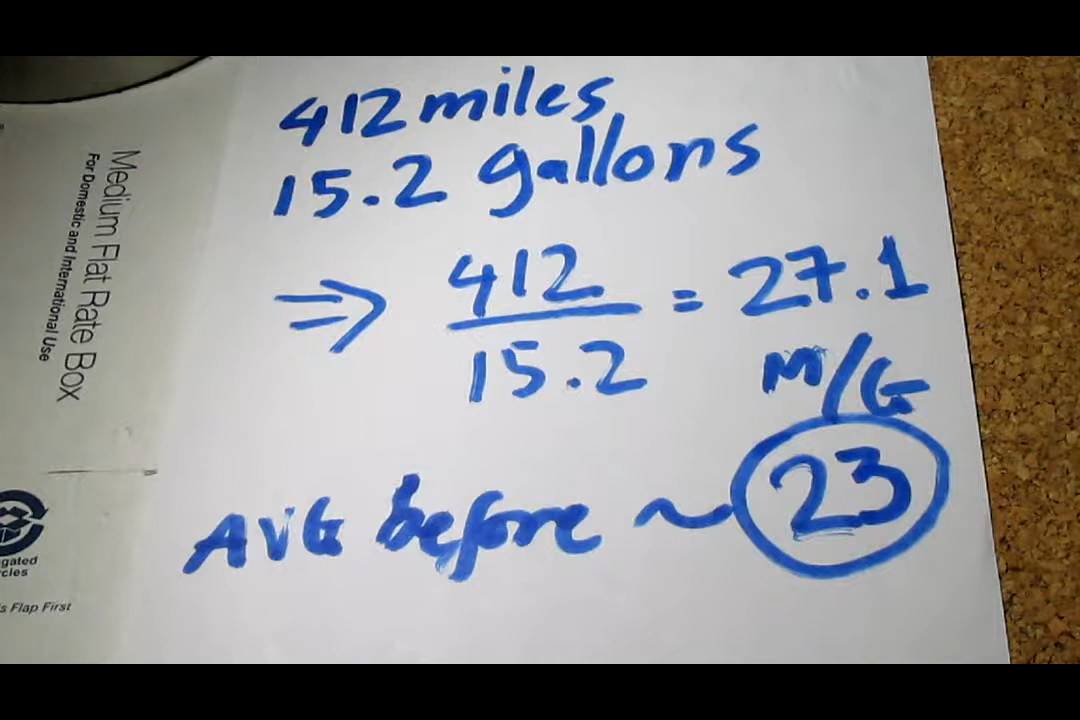 Medium Flat Rate Box
For Domestic and International Use
s Flap First
412 miles
15.2 gallons
⇒ 412/15.2 = 27.1
M/G
AVG before ~ 23